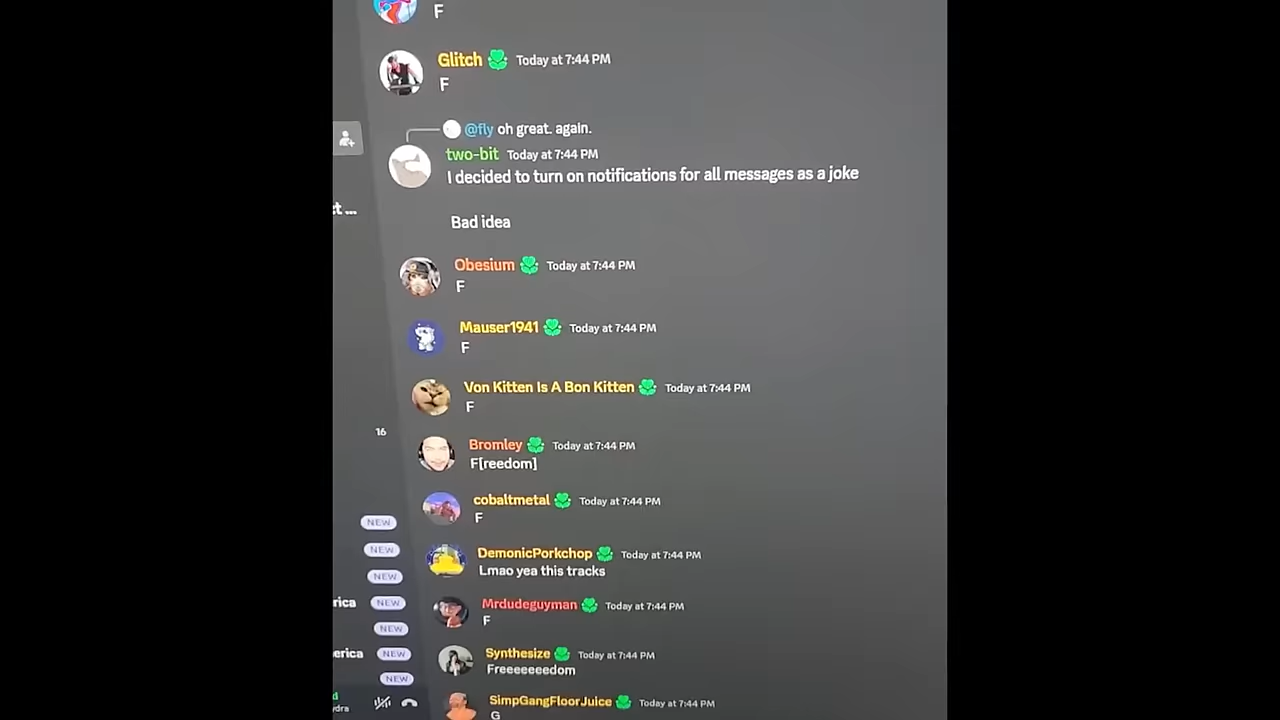 F
Glitch Today at 7:44 PM
F
@fly oh great. again.
two-bit Today at 7:44 PM
I decided to turn on notifications for all messages as a joke
t ...
Bad idea
Obesium Today at 7:44 PM
F
Mauser1941 Today at 7:44 PM
F
Von Kitten Is A Bon Kitten Today at 7:44 PM
F
16
Bromley Today at 7:44 PM
F[reedom]
cobaltmetal Today at 7:44 PM
F
NEW
DemonicPorkchop Today at 7:44 PM
Lmao yea this tracks
NEW
NEW
Mrdudeguyman Today at 7:44 PM
F
rica NEW
NEW
Synthesize Today at 7:44 PM
Freeeeeeedom
erica NEW
NEW
SimpGangFloorJuice Today at 7:44 PM
G
d
dra